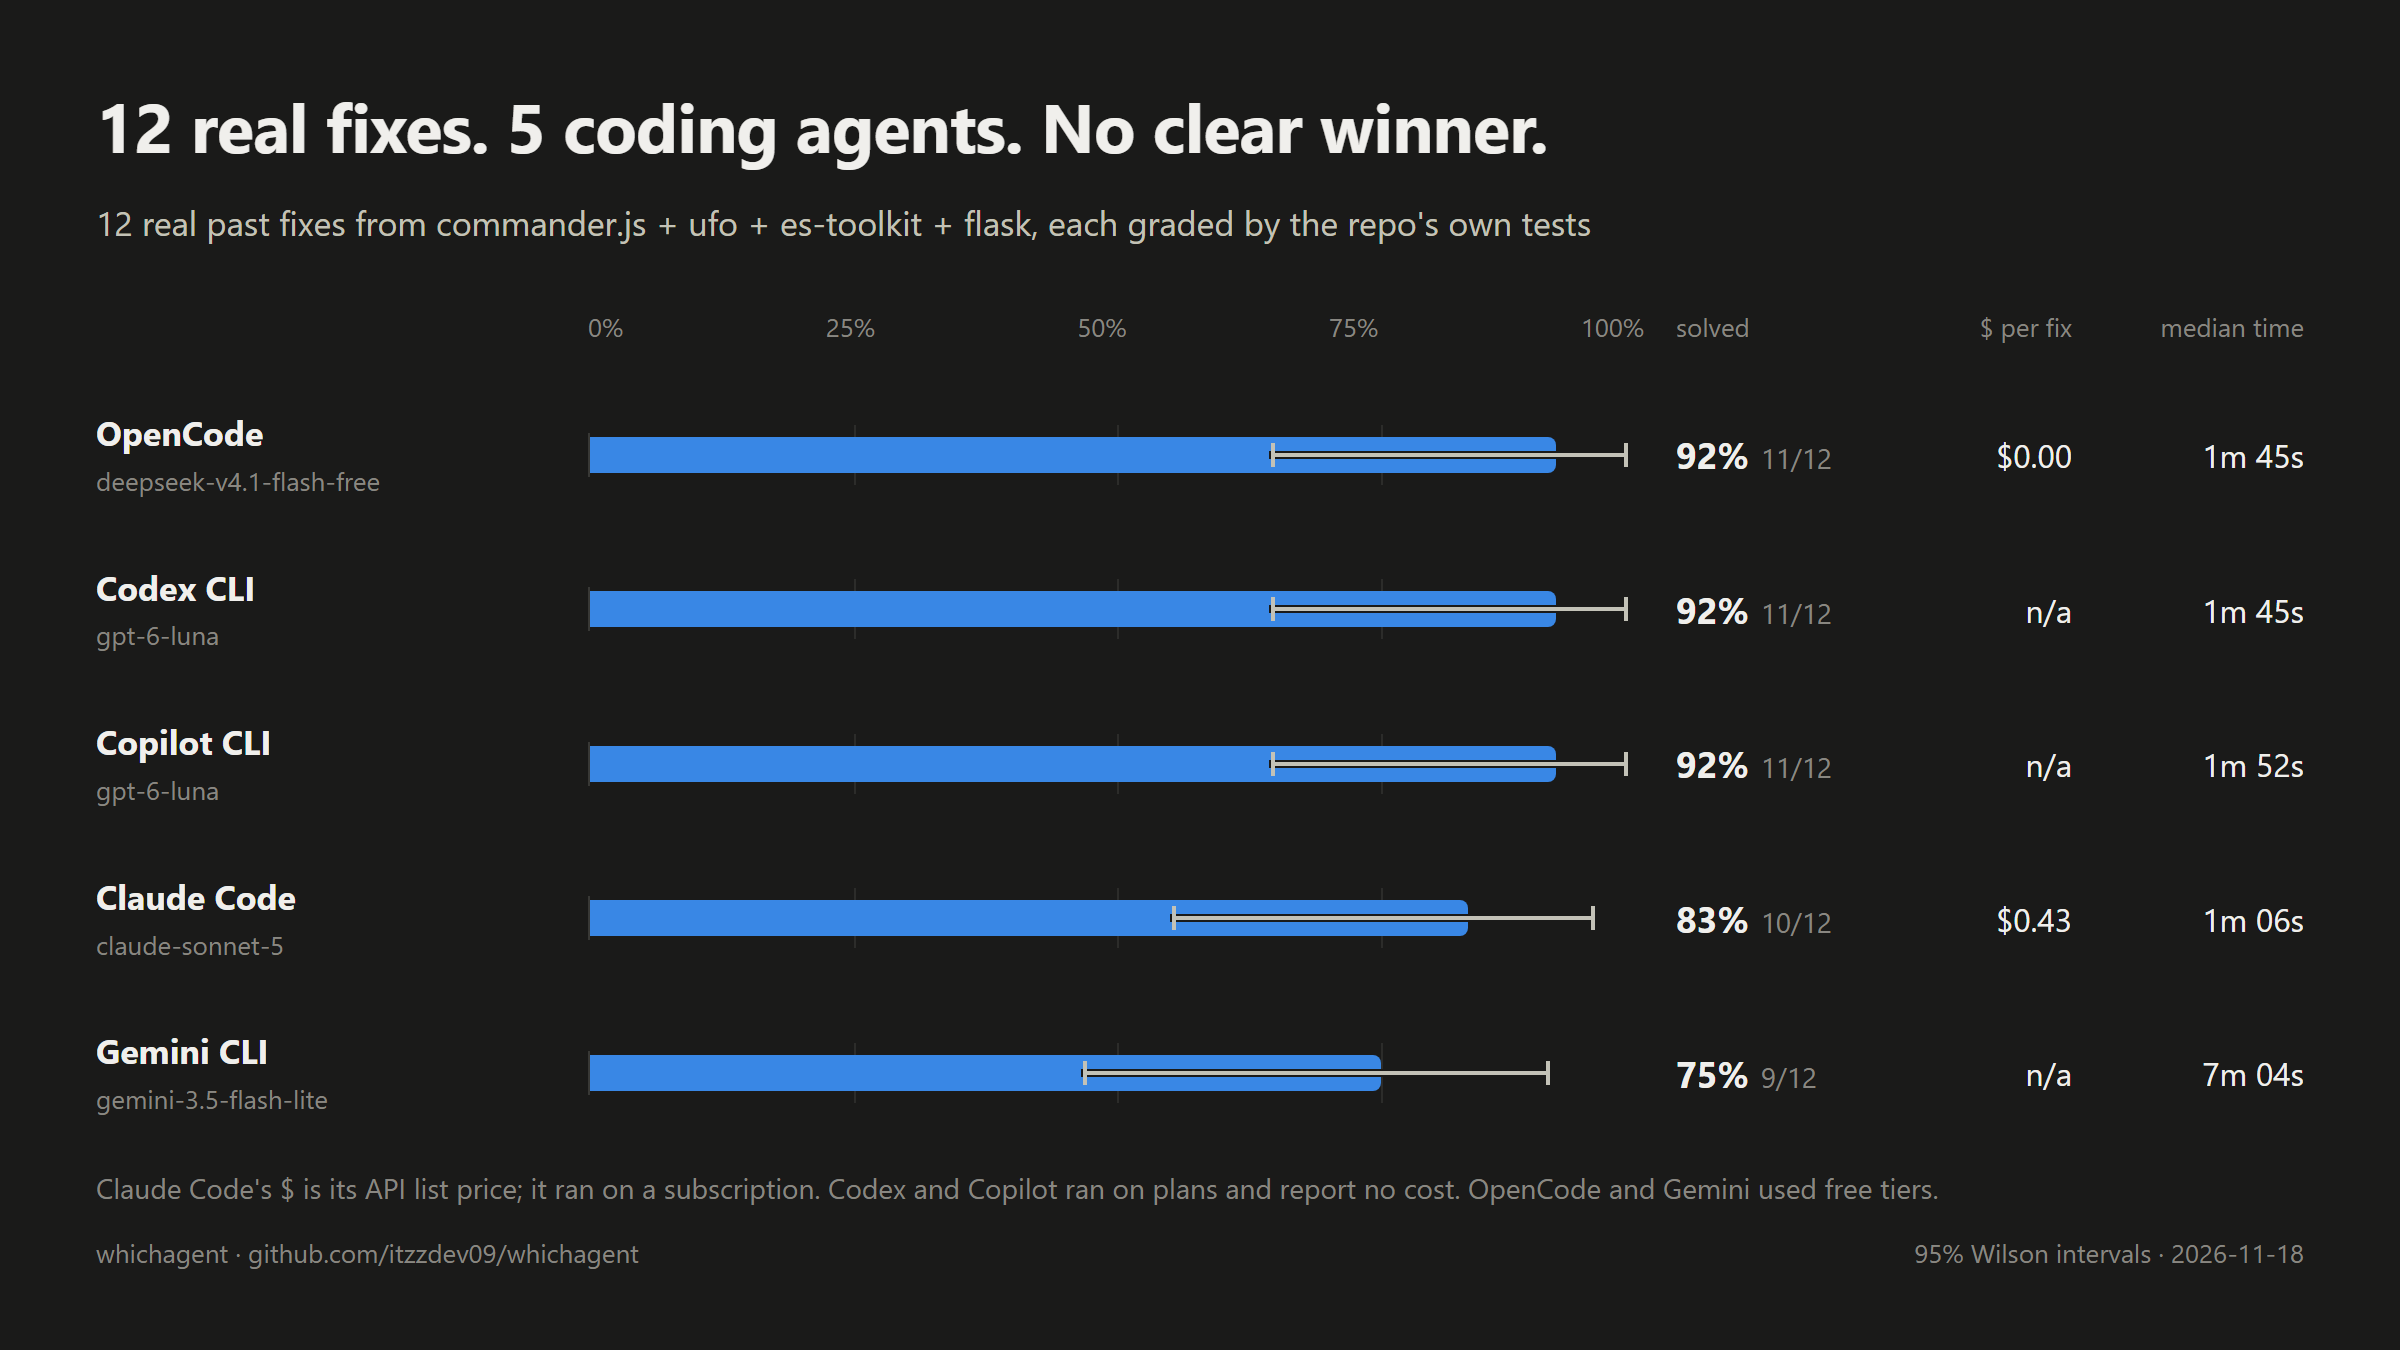 12 real fixes. 5 coding agents. No clear winner.
12 real past fixes from commander.js + ufo + es-toolkit + flask, each graded by the repo's own tests
0% 25% 50% 75% 100% solved $ per fix median time
OpenCode
deepseek-v4.1-flash-free
92% 11/12 $0.00 1m 45s
Codex CLI
gpt-6-luna
92% 11/12 n/a 1m 45s
Copilot CLI
gpt-6-luna
92% 11/12 n/a 1m 52s
Claude Code
claude-sonnet-5
83% 10/12 $0.43 1m 06s
Gemini CLI
gemini-3.5-flash-lite
75% 9/12 n/a 7m 04s
Claude Code's $ is its API list price; it ran on a subscription. Codex and Copilot ran on plans and report no cost. OpenCode and Gemini used free tiers.
whichagent · github.com/itzzdev09/whichagent
95% Wilson intervals · 2026-11-18